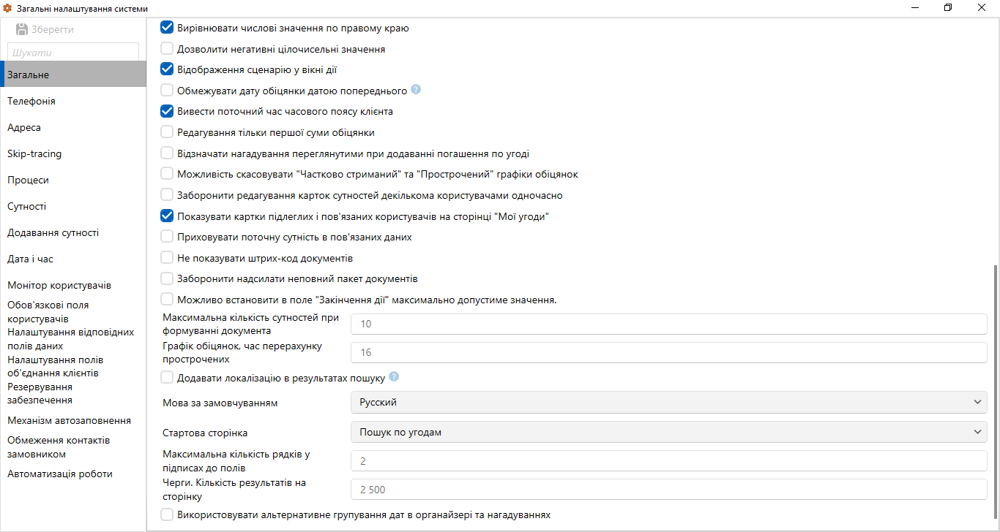 Загальні налаштування системи
Зберегти
Шукати
Загальне
Телефонія
Адреса
Skip-tracing
Процеси
Сутності
Додавання сутності
Дата і час
Монітор користувачів
Обов'язкові поля
користувачів
Налаштування відповідних
полів даних
Налаштування полів
об'єднання клієнтів
Резервування
забезпечення
Механізм автозаповнення
Обмеження контактів
замовником
Автоматизація роботи
Вирівнювати числові значення по правому краю
Дозволити негативні цілочисельні значення
Відображення сценарію у вікні дії
Обмежувати дату обіцянки датою попереднього ?
Вивести поточний час часового поясу клієнта
Редагування тільки першої суми обіцянки
Відзначати нагадування переглянутими при додаванні погашення по угоді
Можливість скасовувати "Частково стриманий" та "Прострочений" графіки обіцянок
Заборонити редагування карток сутностей декількома користувачами одночасно
Показувати картки підлеглих і пов'язаних користувачів на сторінці "Мої угоди"
Приховувати поточну сутність в пов'язаних даних
Не показувати штрих-код документів
Заборонити надсилати неповний пакет документів
Можливо встановити в поле "Закінчення дії" максимально допустиме значення.
Максимальна кількість сутностей при
формуванні документа
10
Графік обіцянок, час перерахунку
прострочених
16
Додавати локалізацію в результатах пошуку ?
Мова за замовчуванням
Русский
Стартова сторінка
Пошук по угодам
Максимальна кількість рядків у
підписах до полів
2
Черги. Кількість результатів на
сторінку
2 500
Використовувати альтернативне групування дат в органайзері та нагадуваннях